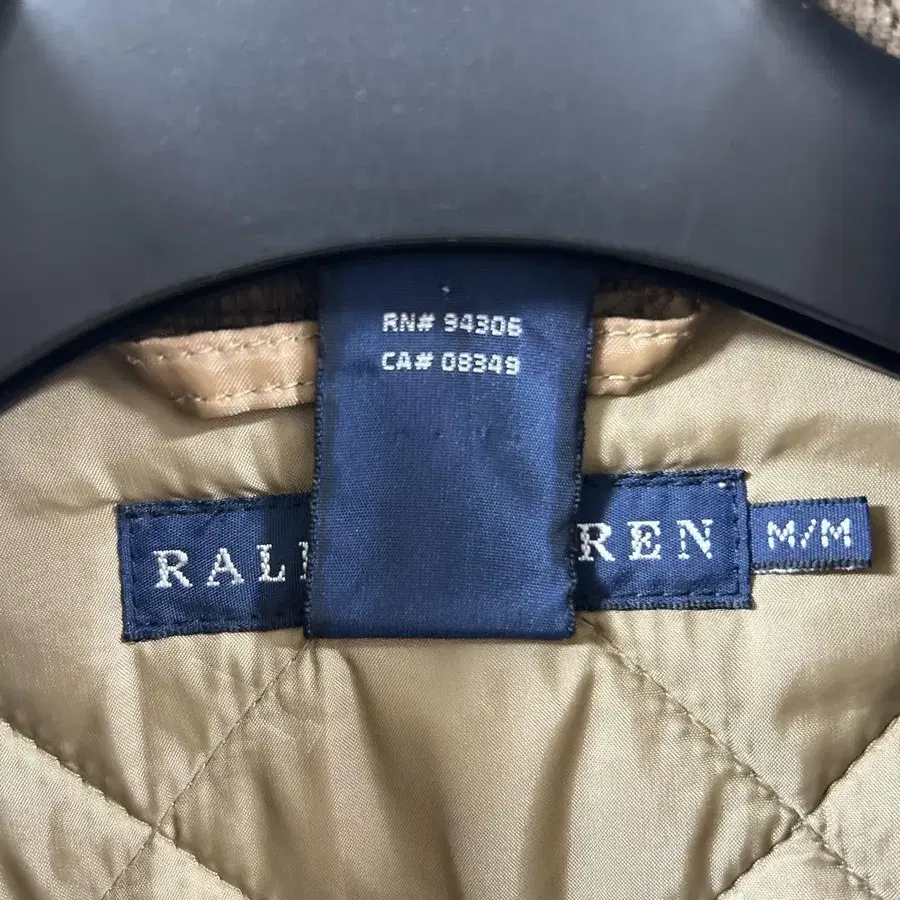 RN# 94306
CA# 08349
RAL REN M/M